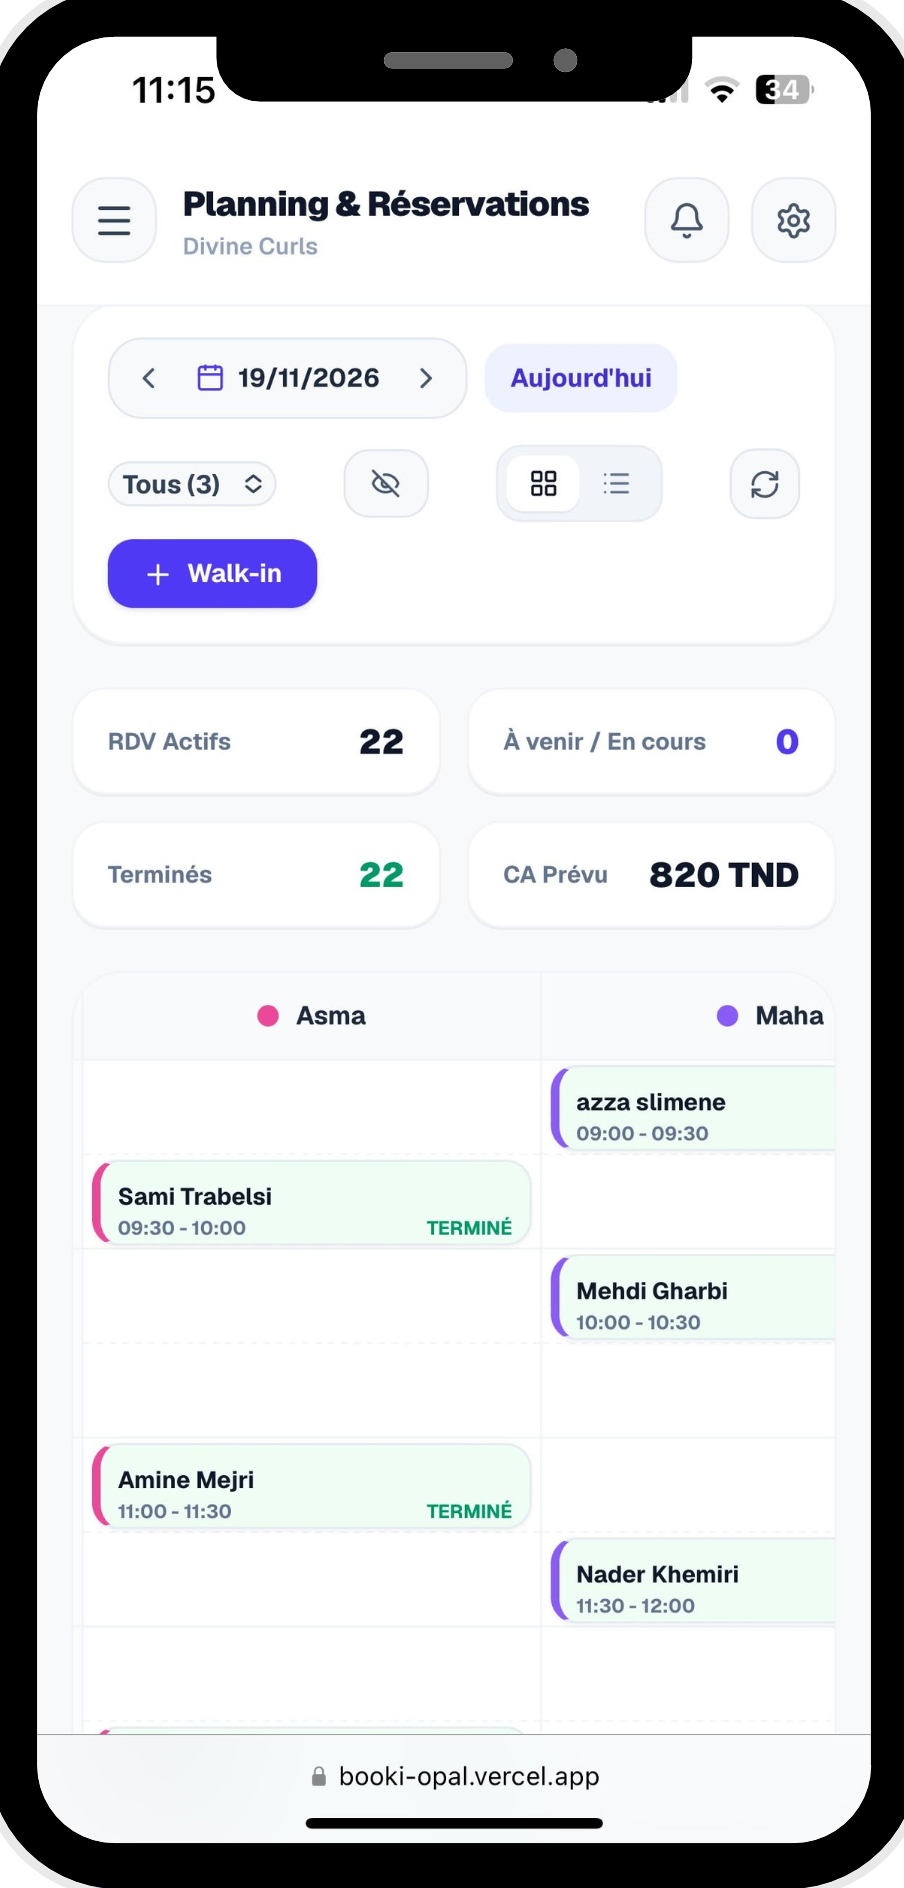 11:15
34
Planning & Réservations
Divine Curls
19/11/2026
Aujourd'hui
Tous (3)
+ Walk-in
RDV Actifs 22
À venir / En cours 0
Terminés 22
CA Prévu 820 TND
Asma
Maha
azza slimene
09:00 - 09:30
Sami Trabelsi
09:30 - 10:00 TERMINÉ
Mehdi Gharbi
10:00 - 10:30
Amine Mejri
11:00 - 11:30 TERMINÉ
Nader Khemiri
11:30 - 12:00
booki-opal.vercel.app